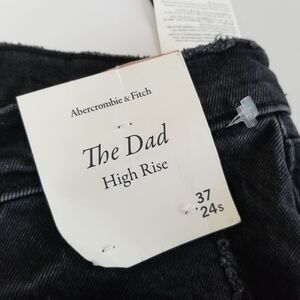 Abercrombie & Fitch
The Dad
High Rise
37
'24s